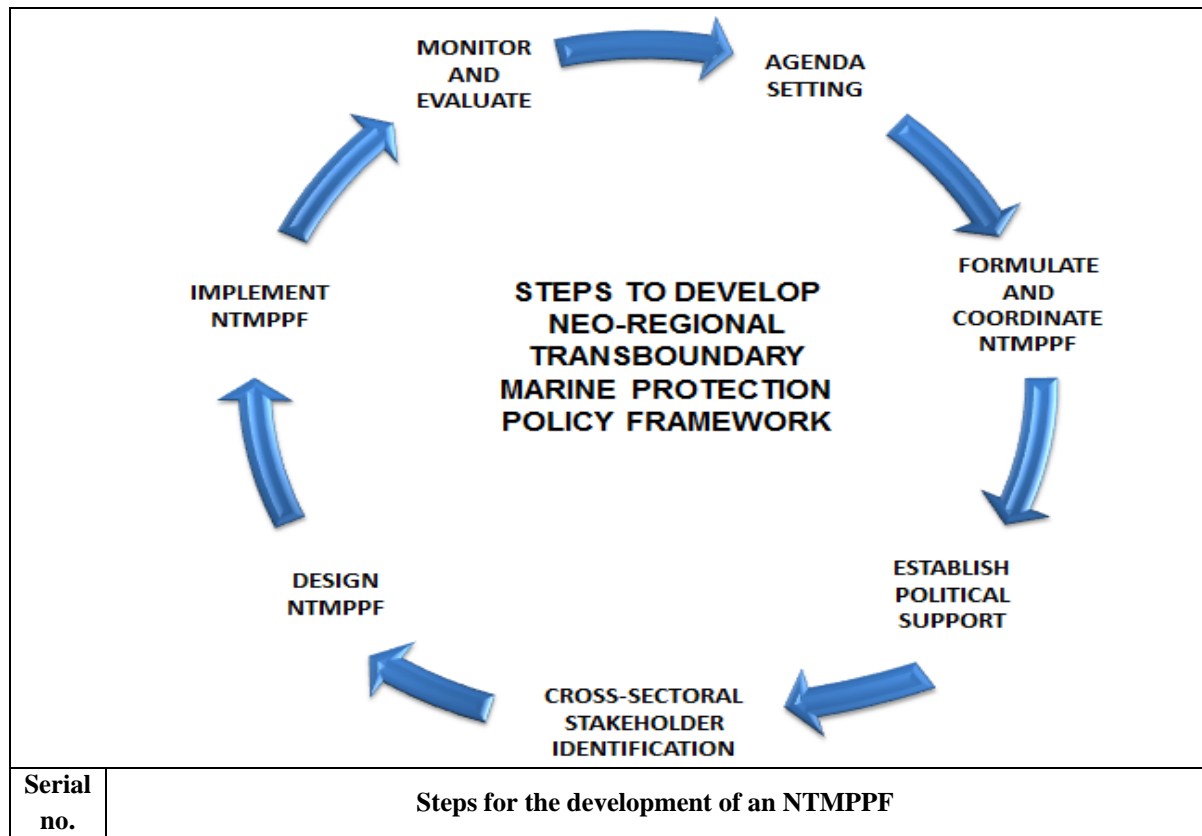 MONITOR
AND
EVALUATE
AGENDA
SETTING
FORMULATE
AND
COORDINATE
NTMPPF
ESTABLISH
POLITICAL
SUPPORT
CROSS-SECTORAL
STAKEHOLDER
IDENTIFICATION
DESIGN
NTMPPF
IMPLEMENT
NTMPPF
STEPS TO DEVELOP
NEO-REGIONAL
TRANSBOUNDARY
MARINE PROTECTION
POLICY FRAMEWORK
Serial
no.
Steps for the development of an NTMPPF